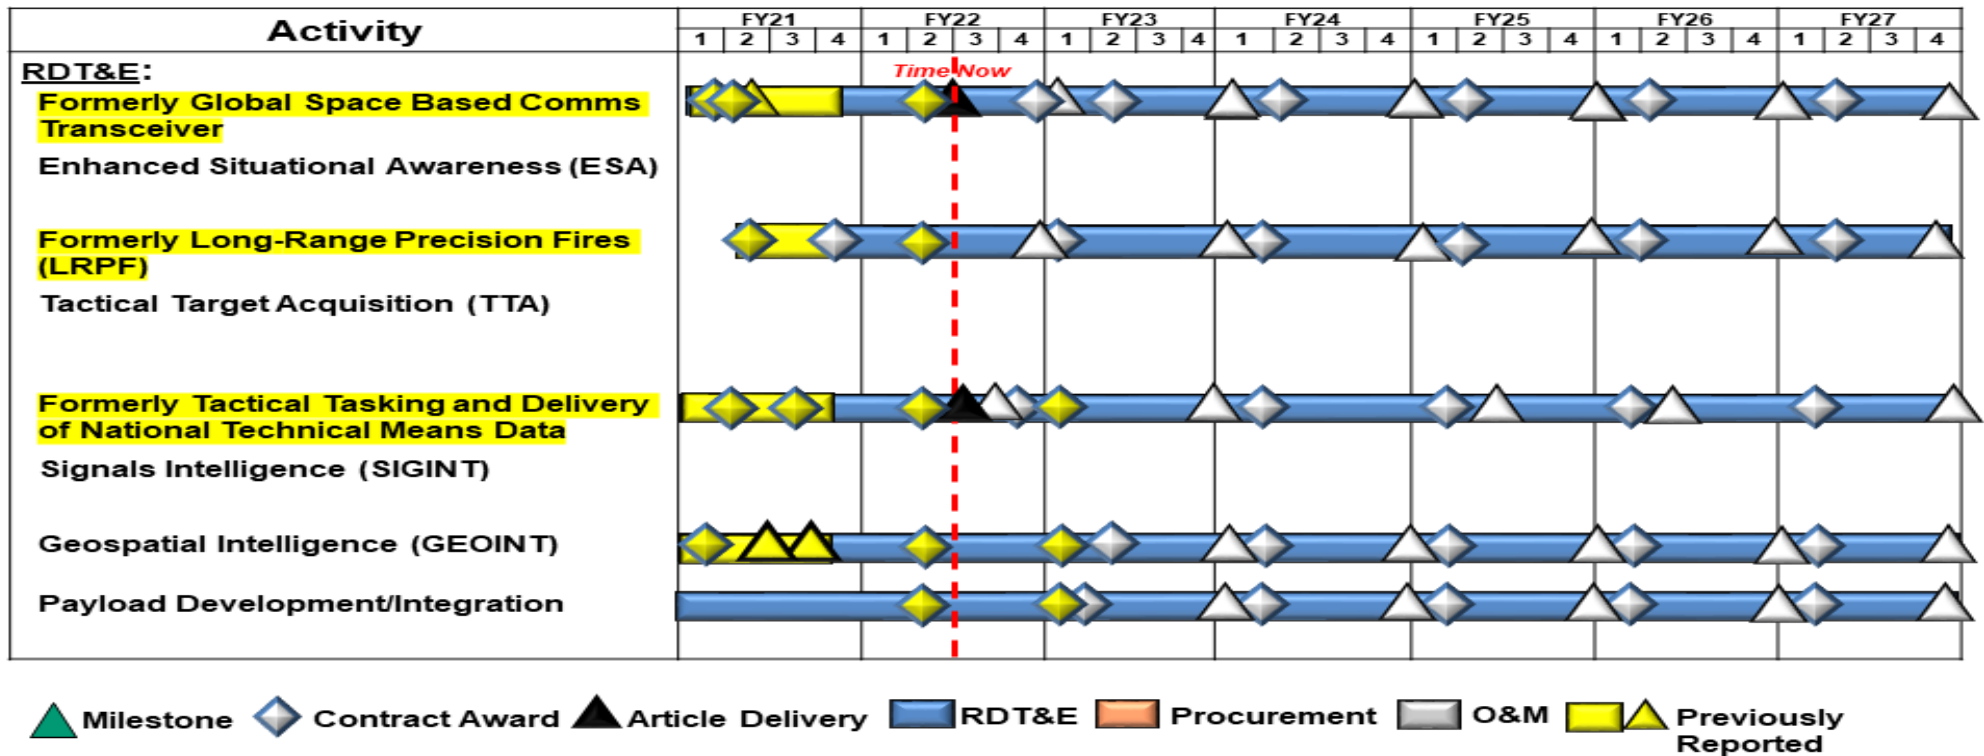 Activity
FY21 FY22 FY23 FY24 FY25 FY26 FY27
1 2 3 4 1 2 3 4 1 2 3 4 1 2 3 4 1 2 3 4 1 2 3 4 1 2 3 4
RDT&E:
Time Now
Formerly Global Space Based Comms
Transceiver
Enhanced Situational Awareness (ESA)
Formerly Long-Range Precision Fires
(LRPF)
Tactical Target Acquisition (TTA)
Formerly Tactical Tasking and Delivery
of National Technical Means Data
Signals Intelligence (SIGINT)
Geospatial Intelligence (GEOINT)
Payload Development/Integration
Milestone Contract Award Article Delivery RDT&E Procurement O&M Previously
Reported